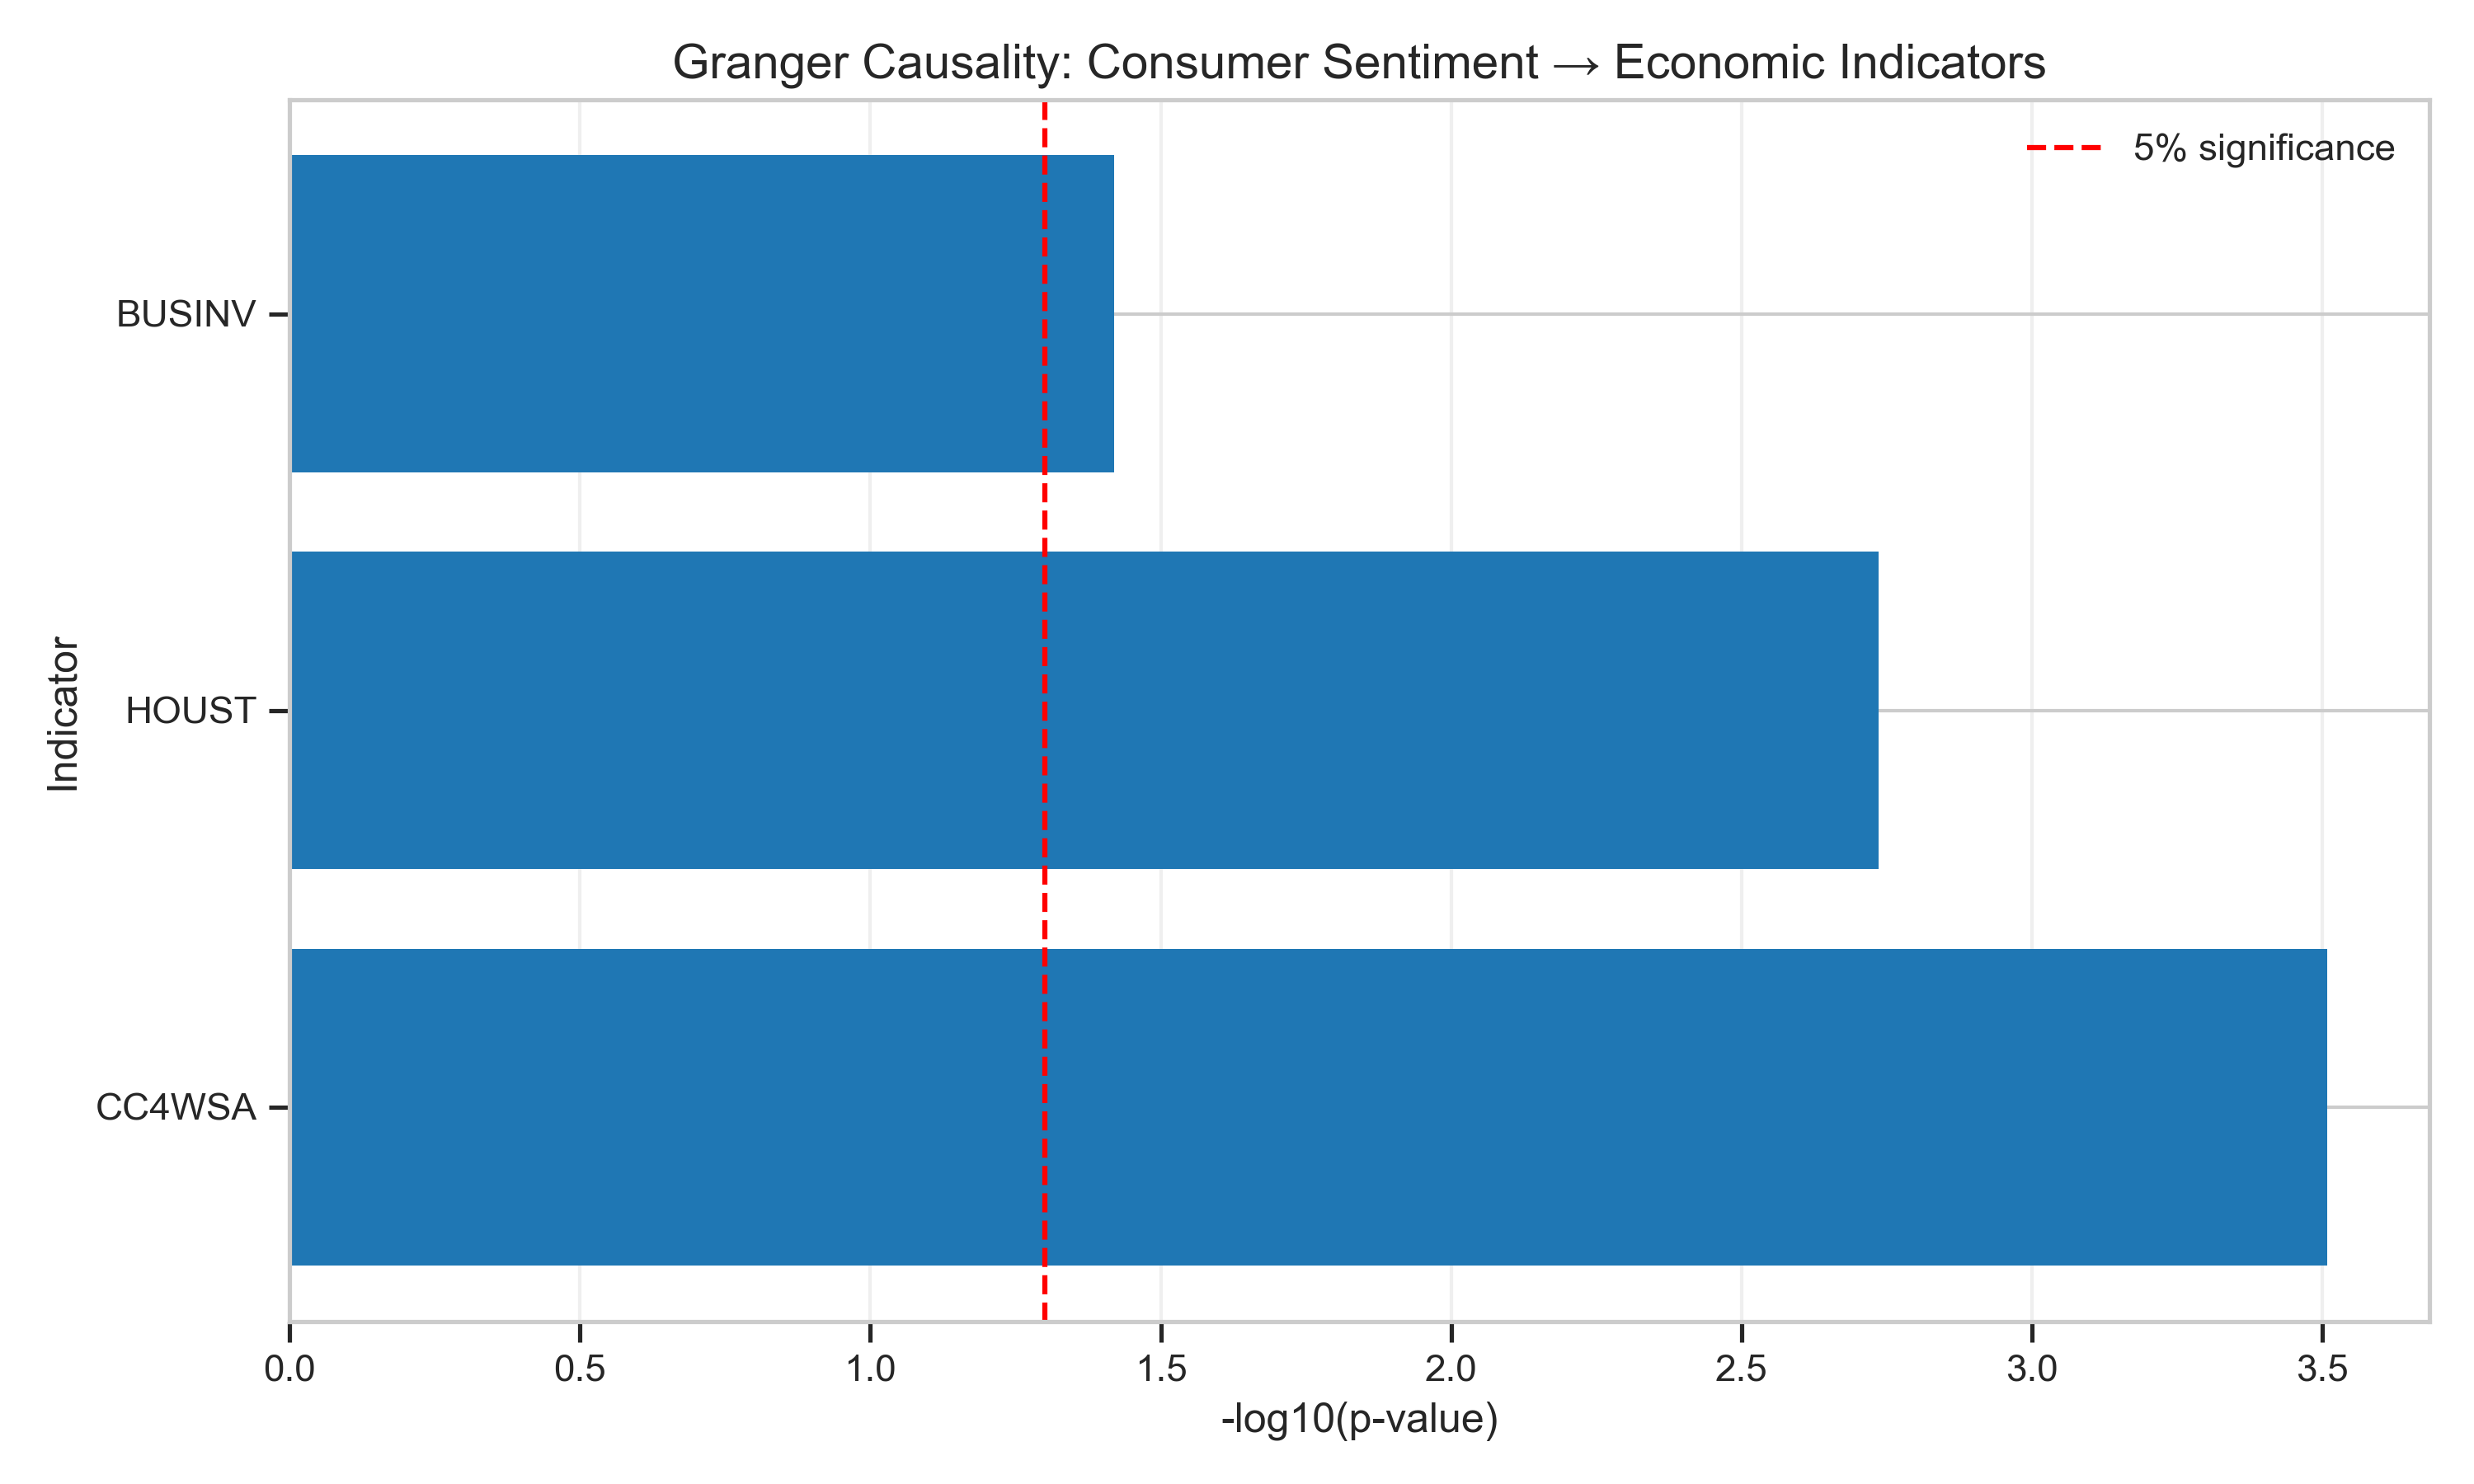 Granger Causality: Consumer Sentiment → Economic Indicators
5% significance
BUSINV
HOUST
CC4WSA
Indicator
0.0 0.5 1.0 1.5 2.0 2.5 3.0 3.5
-log10(p-value)